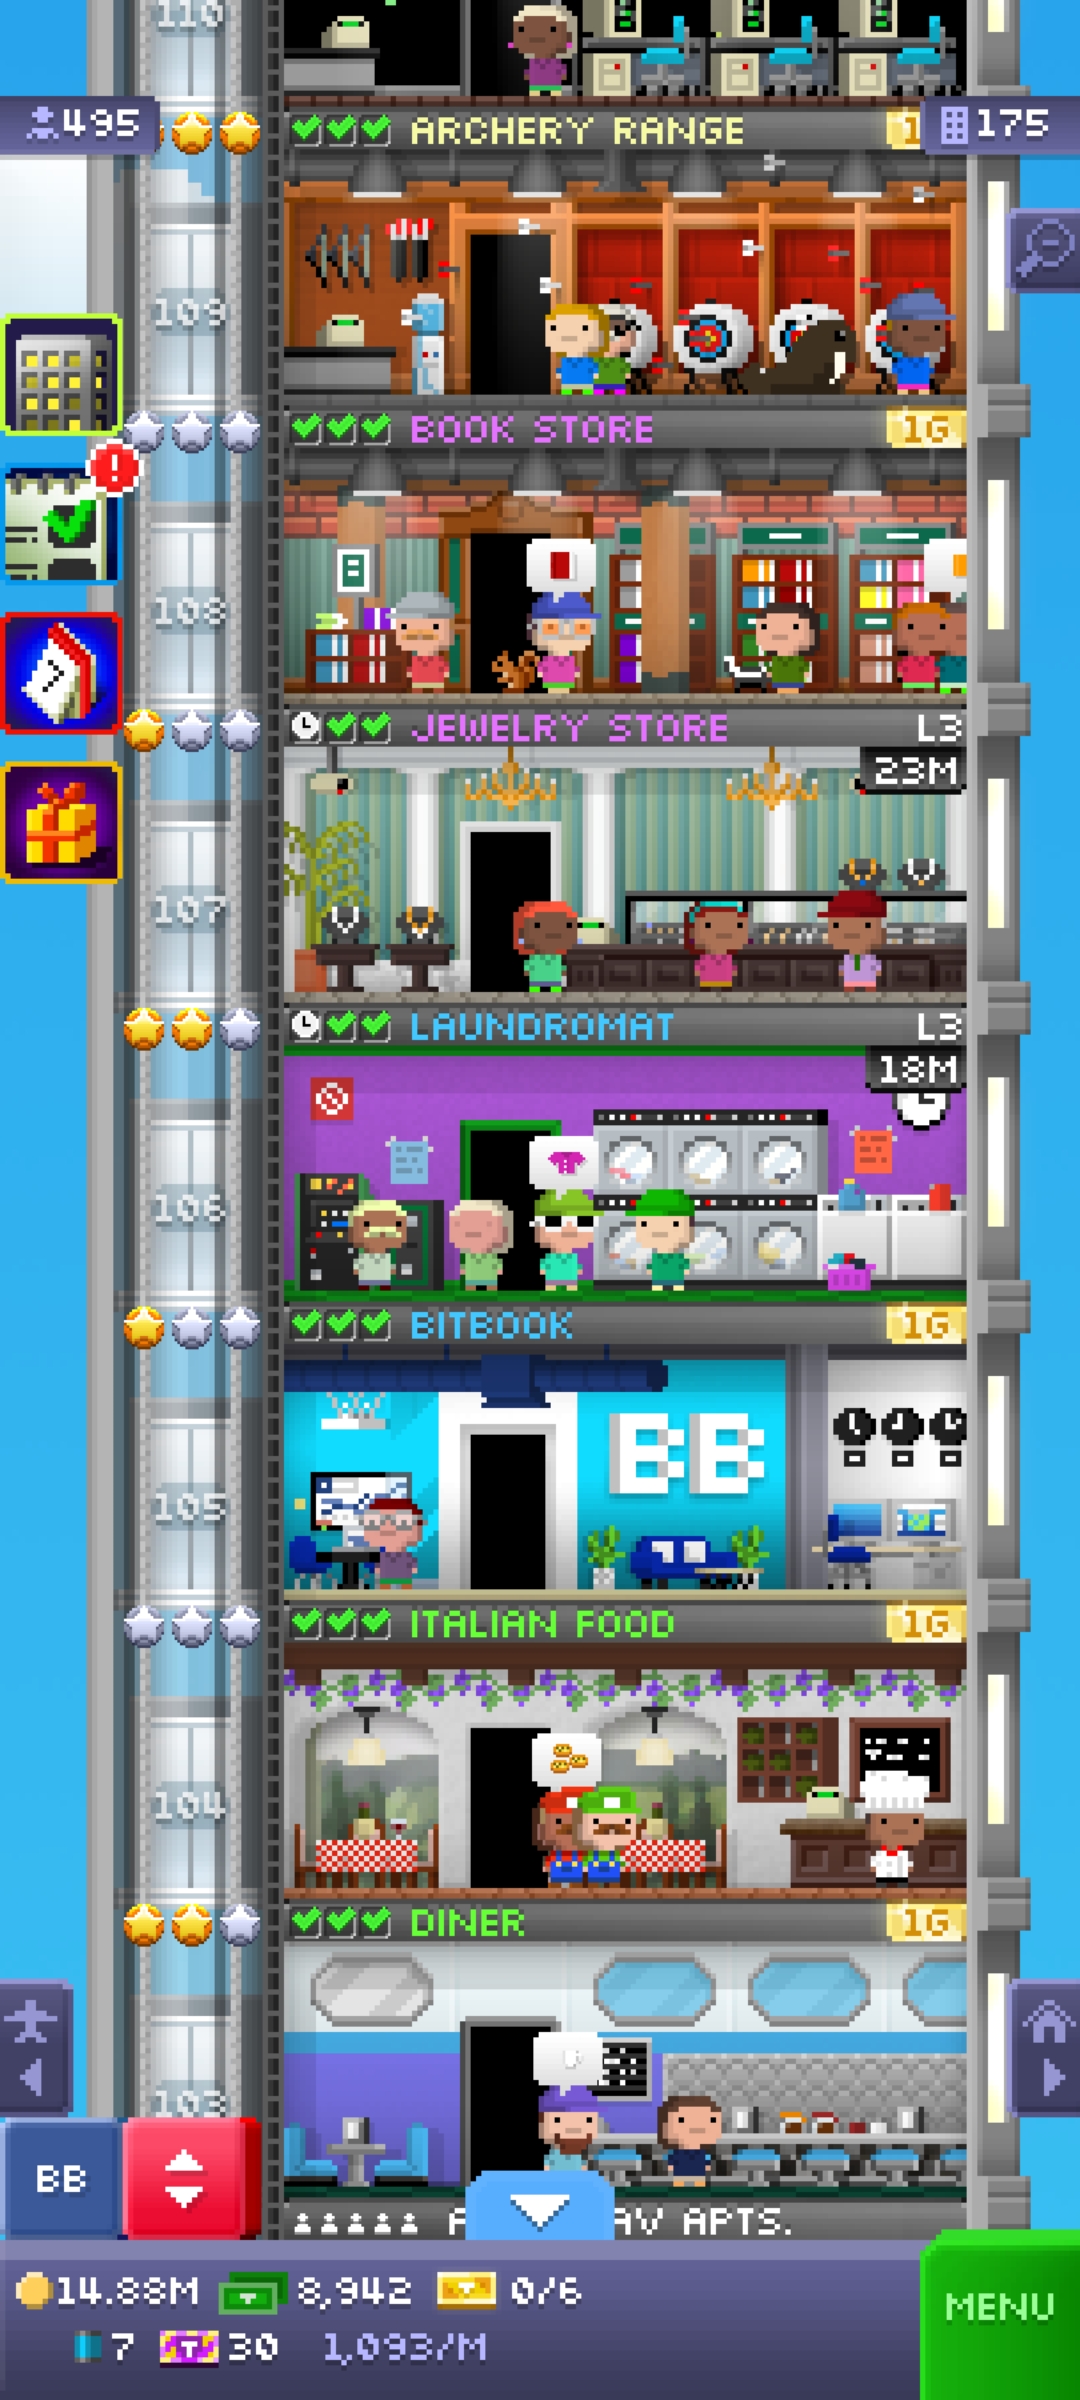 110
495
ARCHERY RANGE
175
109
BOOK STORE
1G
108
JEWELRY STORE
L3
23M
107
LAUNDROMAT
L3
18M
106
BITBOOK
1G
BB
105
ITALIAN FOOD
1G
104
DINER
1G
103
BB
APTS.
14.88M
8,942
0/6
MENU
7
T
30
1,093/M